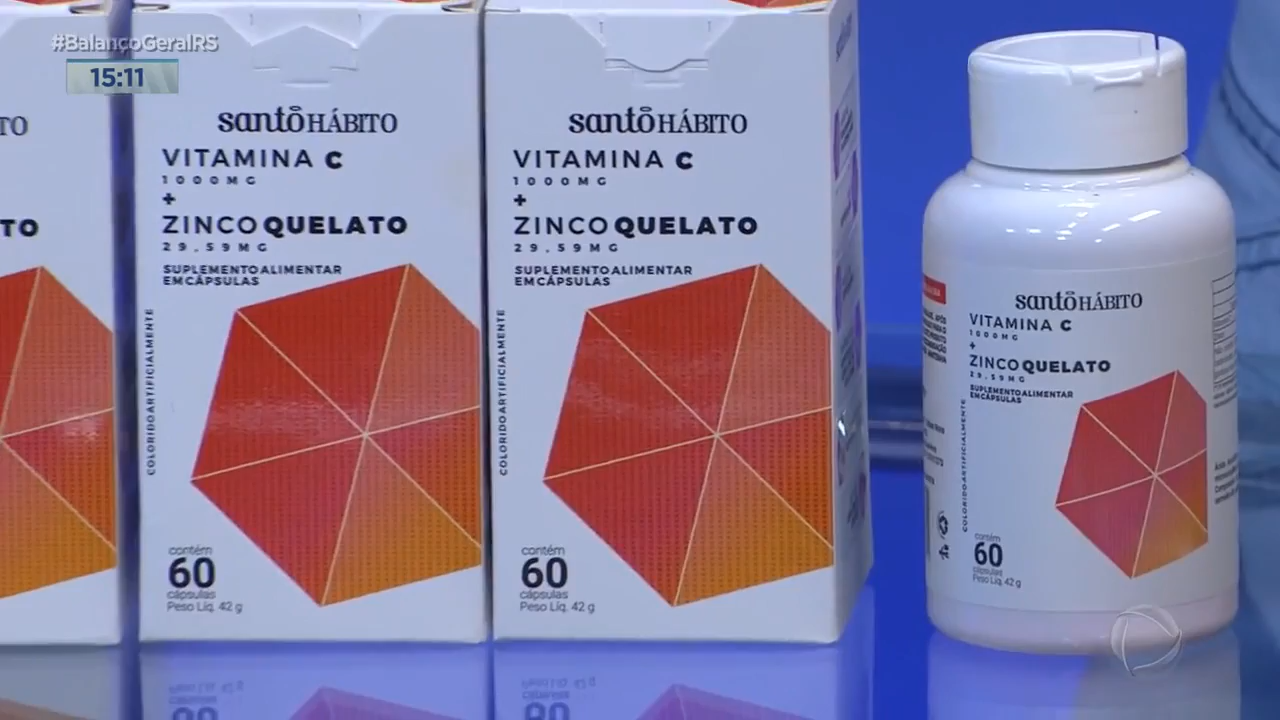 #BalançoGeralRS
15:11
TO
TO
santo HÁBITO
VITAMINA C
1000MG
+
ZINCO QUELATO
29,59MG
SUPLEMENTO ALIMENTAR
EM CÁPSULAS
COLORIDO ARTIFICIALMENTE
contém
60
cápsulas
Peso Líq. 42 g
santo HÁBITO
VITAMINA C
1000MG
+
ZINCO QUELATO
29,59MG
SUPLEMENTO ALIMENTAR
EM CÁPSULAS
COLORIDO ARTIFICIALMENTE
contém
60
cápsulas
Peso Líq. 42 g
santo HÁBITO
VITAMINA C
1000MG
+
ZINCO QUELATO
29,59MG
SUPLEMENTO ALIMENTAR
EM CÁPSULAS
COLORIDO ARTIFICIALMENTE
contém
60
cápsulas
Peso Líq. 42 g